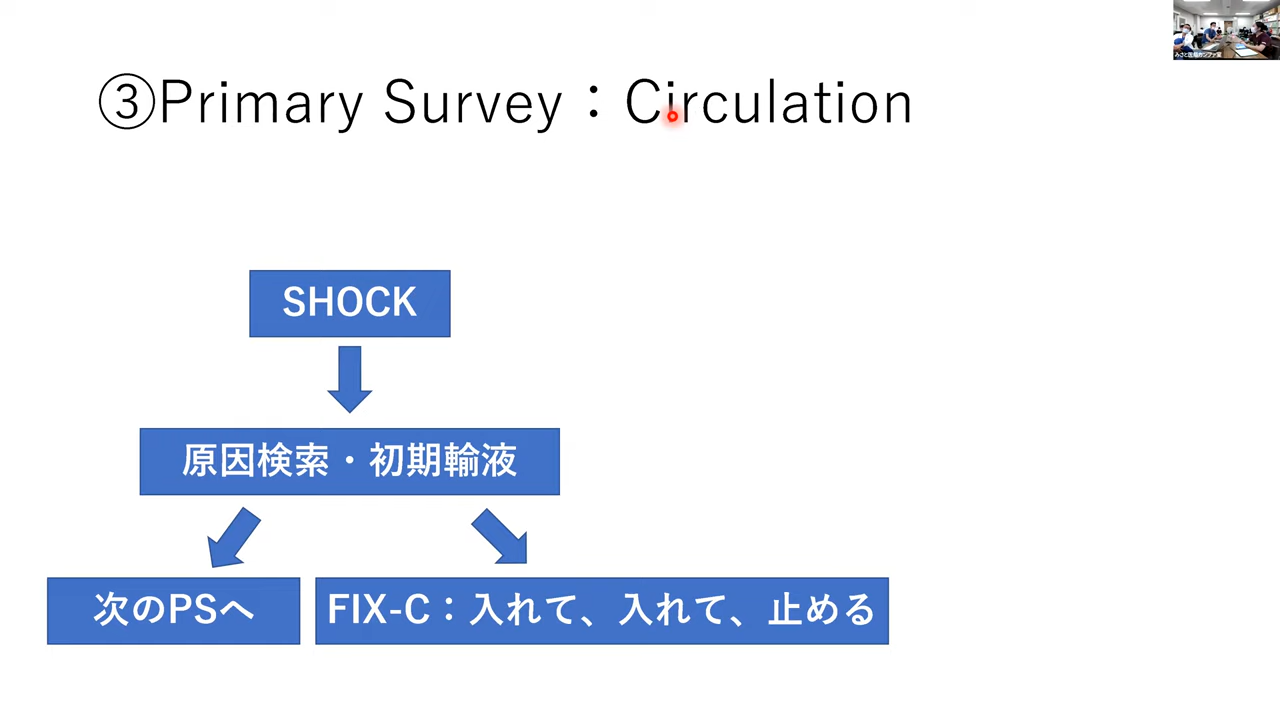 ③Primary Survey：Circulation
SHOCK
原因検索・初期輸液
次のPSへ
FIX-C：入れて、入れて、止める